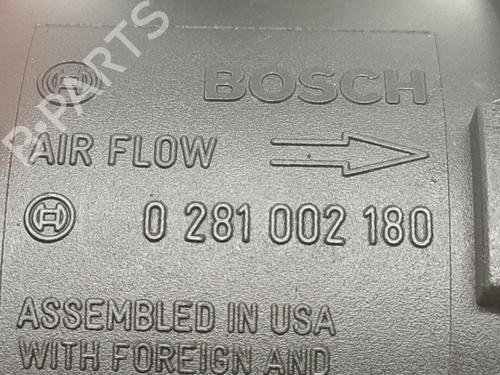 BOSCH
AIR FLOW
0 281 002 180
ASSEMBLED IN USA
WITH FOREIGN AND
B-PARTS